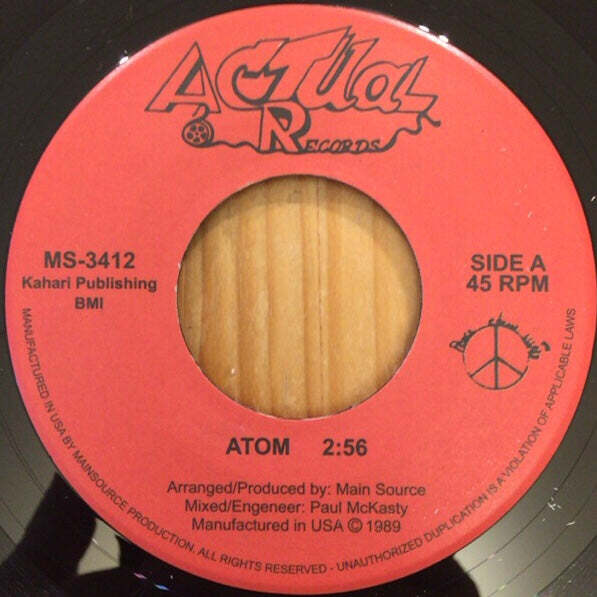 ACTUAL
RECORDS
MS-3412
Kahari Publishing
BMI
SIDE A
45 RPM
ATOM 2:56
Arranged/Produced by: Main Source
Mixed/Engeneer: Paul McKasty
Manufactured in USA © 1989
MANUFACTURED IN USA BY MAINSOURCE PRODUCTION. ALL RIGHTS RESERVED - UNAUTHORIZED DUPLICATION IS A VIOLATION OF APPLICABLE LAWS